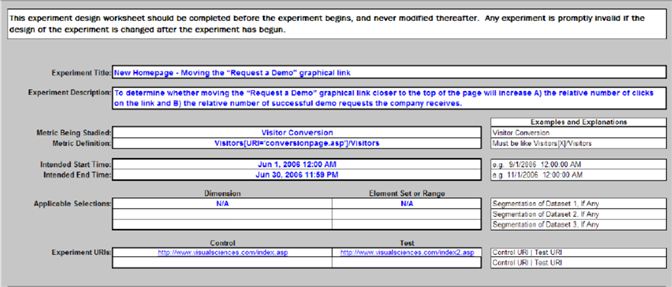 This experiment design worksheet should be completed before the experiment begins, and never modified thereafter. Any experiment is promptly invalid if the
design of the experiment is changed after the experiment has begun.
Experiment Title: New Homepage - Moving the "Request a Demo" graphical link
Experiment Description: To determine whether moving the "Request a Demo" graphical link closer to the top of the page will increase A) the relative number of clicks
on the link and B) the relative number of successful demo requests the company receives.
Examples and Explanations
Metric Being Studied: Visitor Conversion Visitor Conversion
Metric Definition: Visitors[URI='conversionpage.asp']/Visitors Must be like Visitors[X]/Visitors
Intended Start Time: Jun 1, 2006 12:00 AM e.g. 9/1/2006 12:00:00 AM
Intended End Time: Jun 30, 2006 11:59 PM e.g. 11/1/2006 12:00:00 AM
Dimension Element Set or Range
Applicable Selections: N/A N/A Segmentation of Dataset 1, If Any
Segmentation of Dataset 2, If Any
Segmentation of Dataset 3, If Any
Control Test
Experiment URIs: http://www.visualsciences.com/index.asp http://www.visualsciences.com/index2.asp Control URI | Test URI
Control URI | Test URI